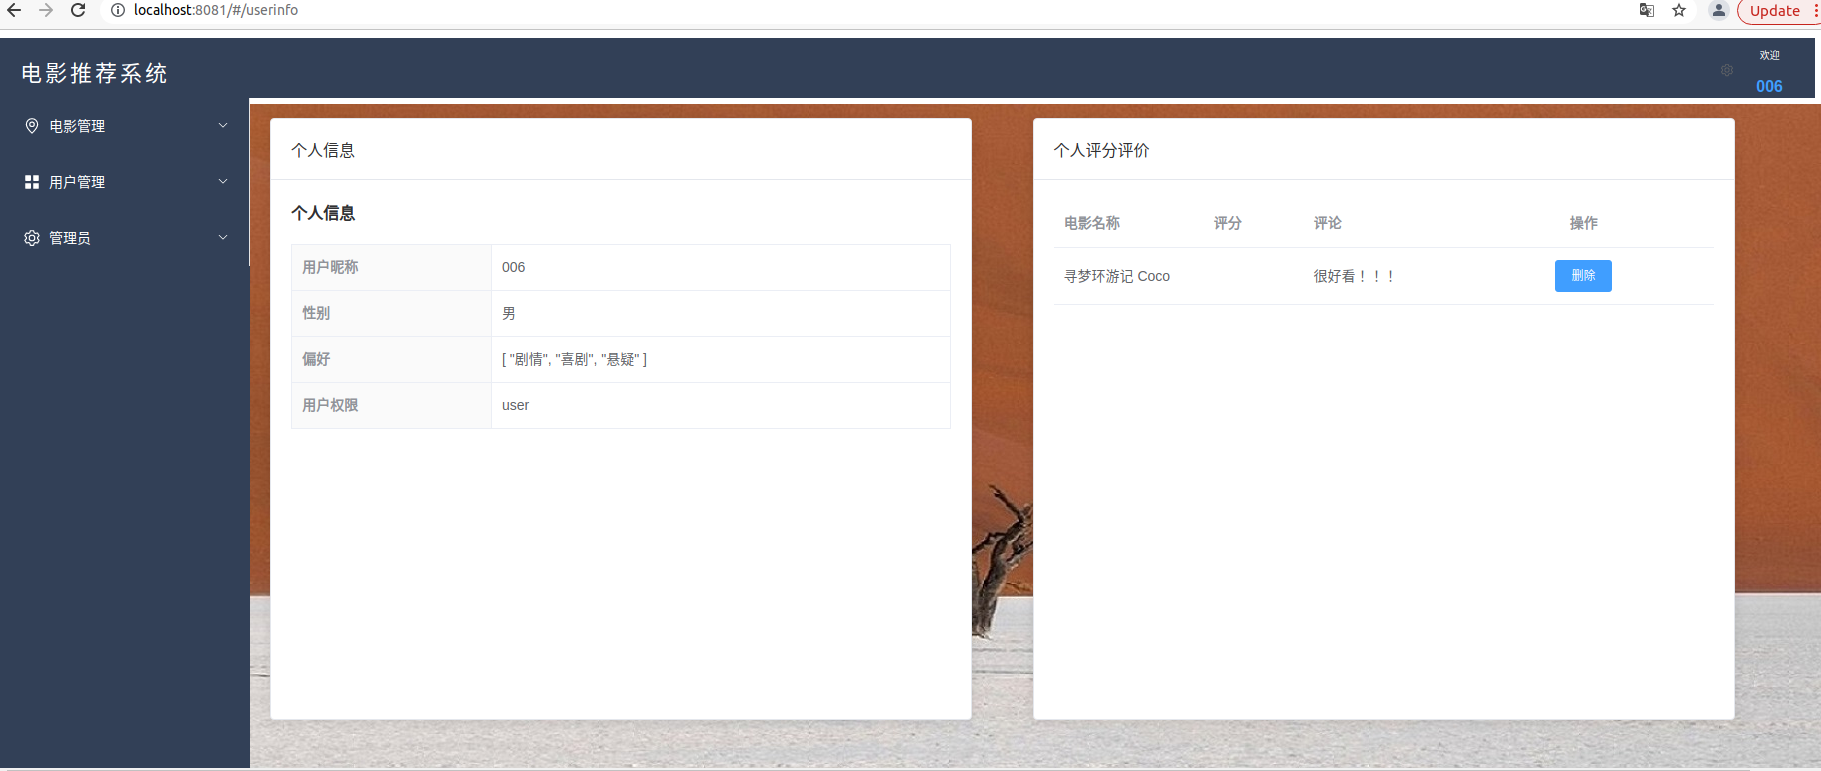 localhost:8081/#/userinfo
Update
电影推荐系统
欢迎
006
电影管理
用户管理
管理员
个人信息
个人信息
用户昵称 006
性别 男
偏好 [ "剧情", "喜剧", "悬疑" ]
用户权限 user
个人评分评价
电影名称 评分 评论 操作
寻梦环游记 Coco 很好看！！！ 删除